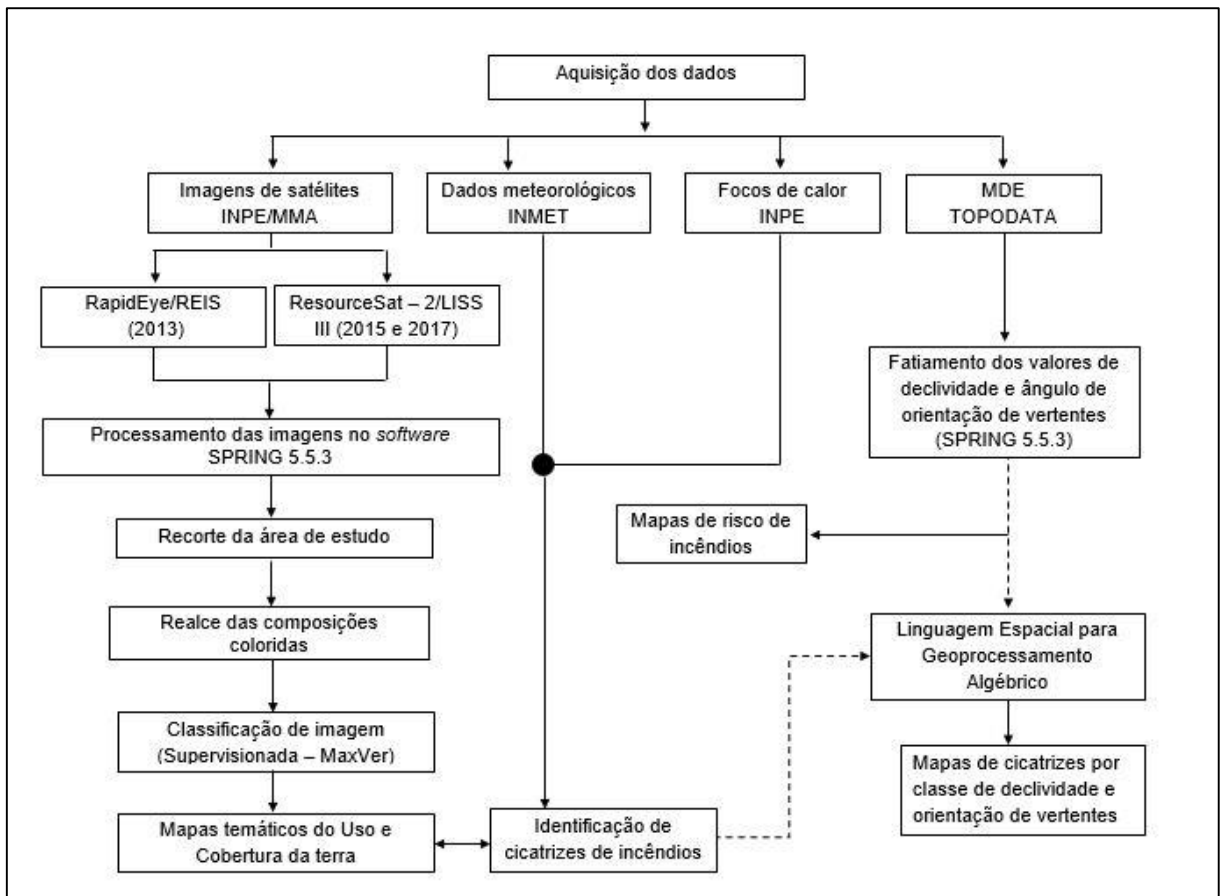 Aquisição dos dados
Imagens de satélites
INPE/MMA
Dados meteorológicos
INMET
Focos de calor
INPE
MDE
TOPODATA
RapidEye/REIS
(2013)
ResourceSat – 2/LISS
III (2015 e 2017)
Fatiamento dos valores de
declividade e ângulo de
orientação de vertentes
(SPRING 5.5.3)
Processamento das imagens no software
SPRING 5.5.3
Recorte da área de estudo
Mapas de risco de
incêndios
Realce das composições
coloridas
Linguagem Espacial para
Geoprocessamento
Algébrico
Classificação de imagem
(Supervisionada – MaxVer)
Mapas de cicatrizes por
classe de declividade e
orientação de vertentes
Mapas temáticos do Uso e
Cobertura da terra
Identificação de
cicatrizes de incêndios